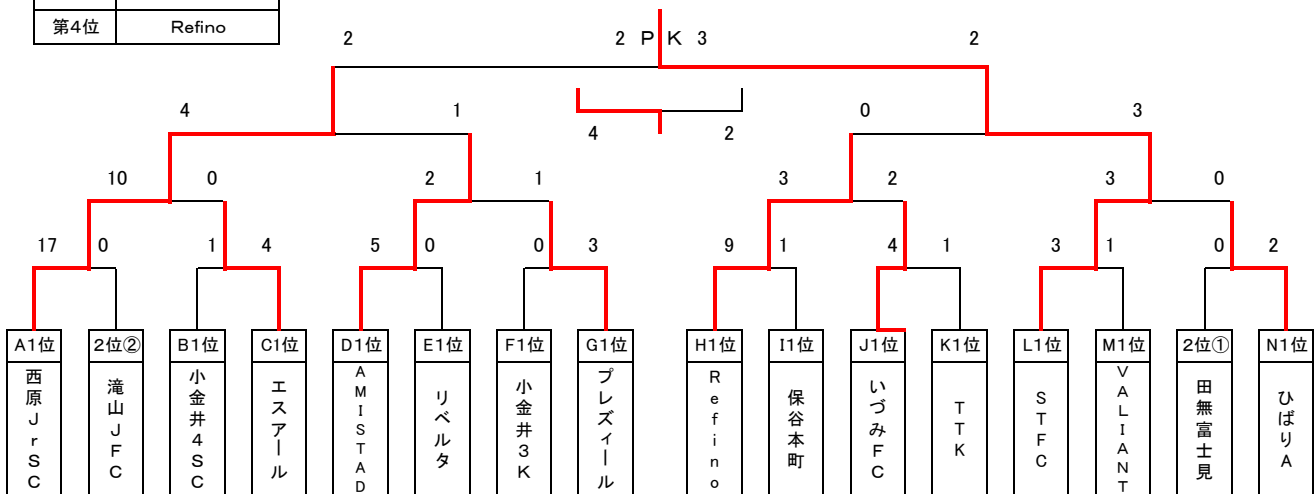 第4位 Refino
2 2 PK 3 2
4 1 0 3
4 2
10 0 2 1 3 2 3 0
17 0 1 4 5 0 0 3 9 1 4 1 3 1 0 2
A1位 2位② B1位 C1位 D1位 E1位 F1位 G1位 H1位 I1位 J1位 K1位 L1位 M1位 2位① N1位
西原JrSC
滝山JFC
小金井4SC
エスアール
AMISTAD
リベルタ
小金井3K
プレズィール
Refino
保谷本町
いづみFC
TTK
STFC
VALIANT
田無富士見
ひばりA